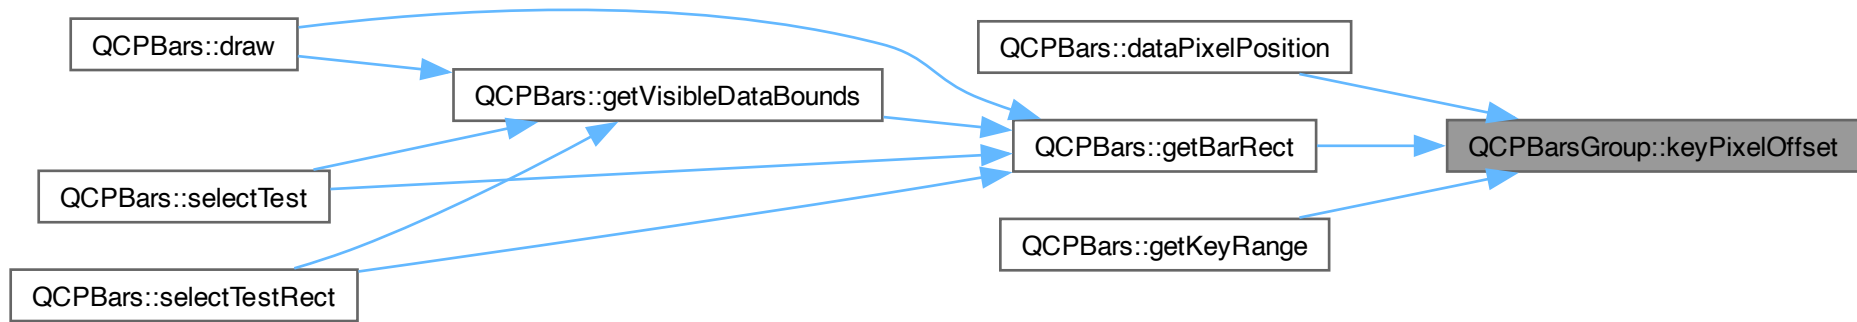 QCPBars::draw
QCPBars::dataPixelPosition
QCPBars::getVisibleDataBounds
QCPBars::getBarRect
QCPBarsGroup::keyPixelOffset
QCPBars::selectTest
QCPBars::getKeyRange
QCPBars::selectTestRect